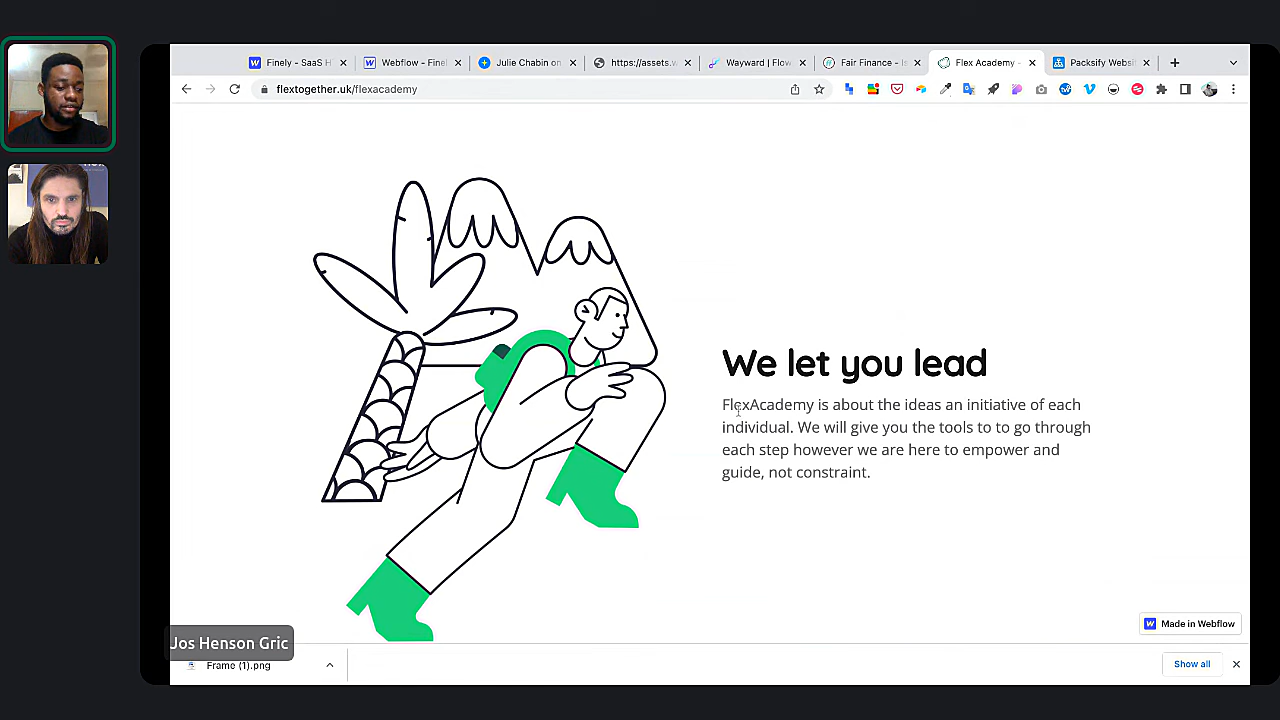 Finely - SaaS H
Webflow - Finel
Julie Chabin on
https://assets.w
Wayward | Flow
Fair Finance - Is
Flex Academy -
Packsify Websi
flextogether.uk/flexacademy
We let you lead
FlexAcademy is about the ideas an initiative of each
individual. We will give you the tools to to go through
each step however we are here to empower and
guide, not constraint.
Made in Webflow
Jos Henson Gric
Frame (1).png
Show all